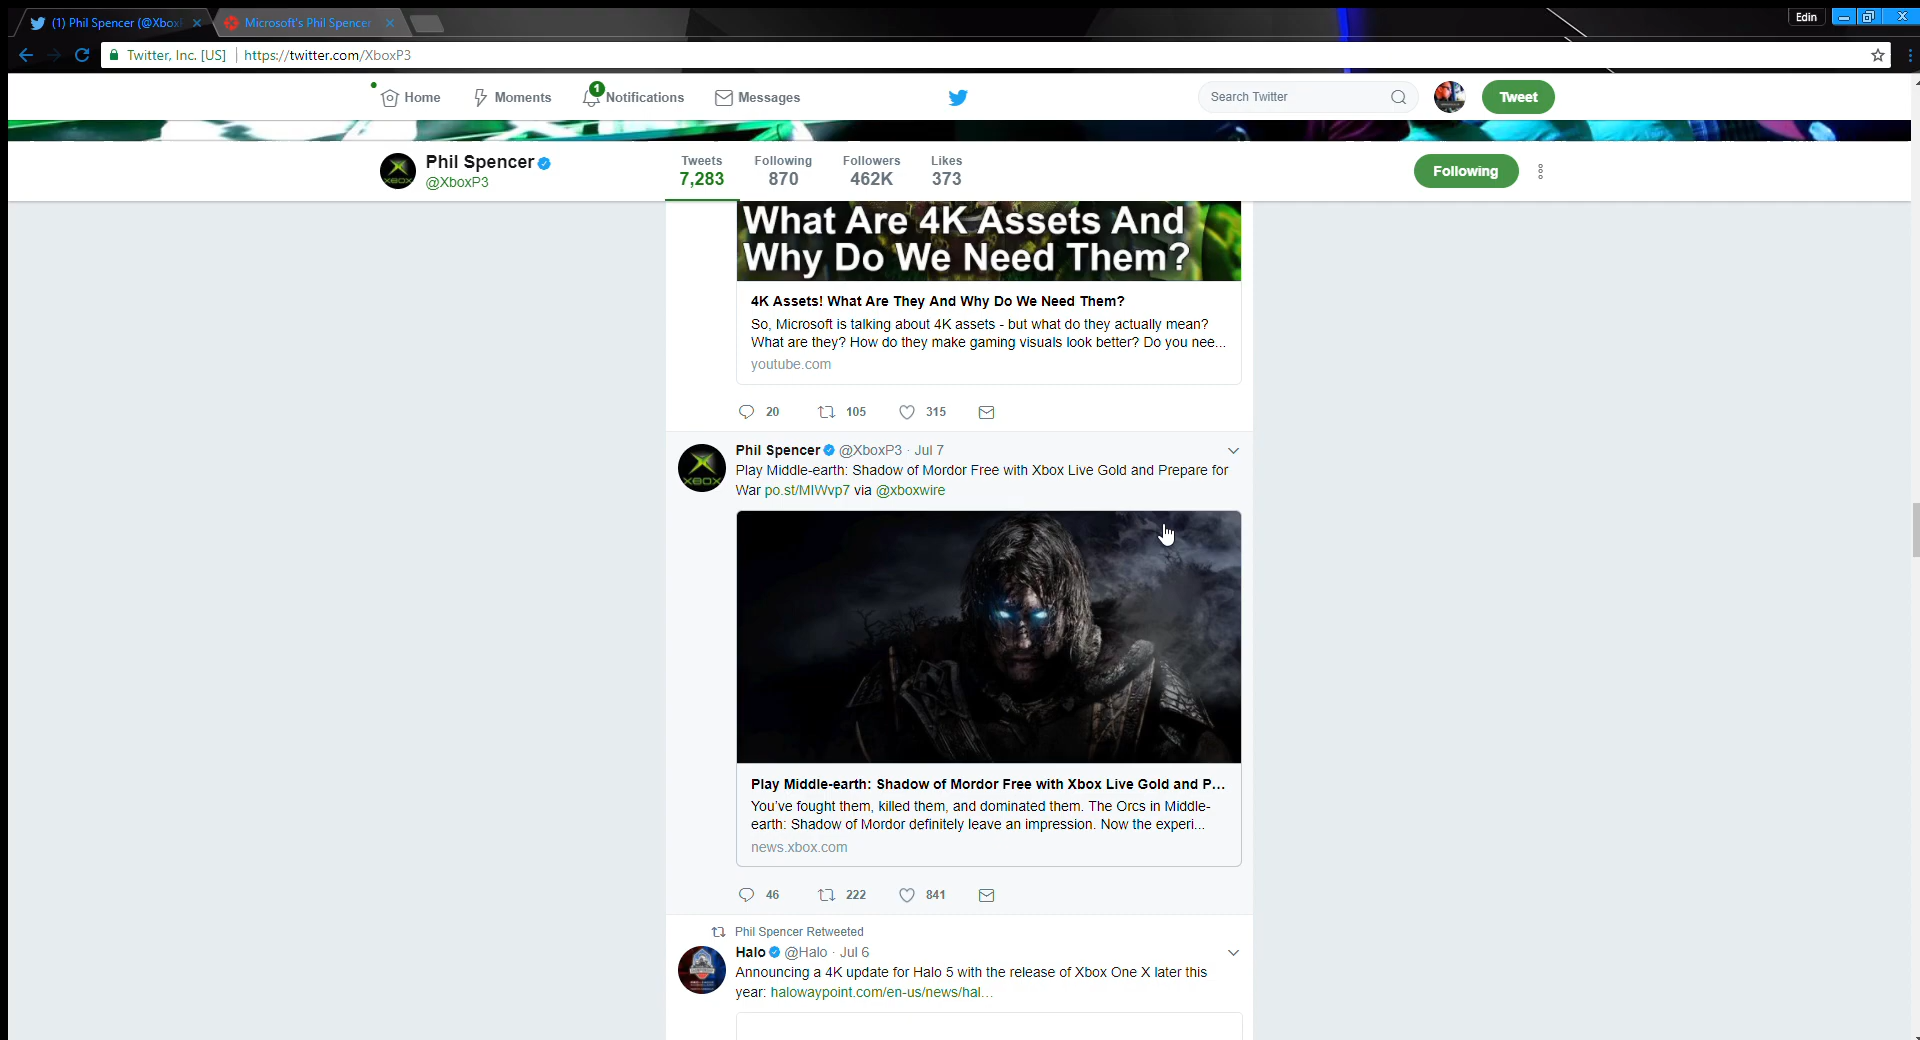 (1) Phil Spencer (@Xbox
Microsoft's Phil Spencer
Edin
Twitter, Inc. [US]
https://twitter.com/XboxP3
Home
Moments
1
Notifications
Messages
Search Twitter
Tweet
Phil Spencer
@XboxP3
Tweets
7,283
Following
870
Followers
462K
Likes
373
Following
What Are 4K Assets And
Why Do We Need Them?
4K Assets! What Are They And Why Do We Need Them?
So, Microsoft is talking about 4K assets - but what do they actually mean?
What are they? How do they make gaming visuals look better? Do you nee...
youtube.com
20 105 315
Phil Spencer @XboxP3 · Jul 7
Play Middle-earth: Shadow of Mordor Free with Xbox Live Gold and Prepare for
War po.st/MIWvp7 via @xboxwire
XBOX
Play Middle-earth: Shadow of Mordor Free with Xbox Live Gold and P...
You've fought them, killed them, and dominated them. The Orcs in Middle-
earth: Shadow of Mordor definitely leave an impression. Now the experi...
news.xbox.com
46 222 841
Phil Spencer Retweeted
Halo @Halo · Jul 6
Announcing a 4K update for Halo 5 with the release of Xbox One X later this
year: halowaypoint.com/en-us/news/hal...